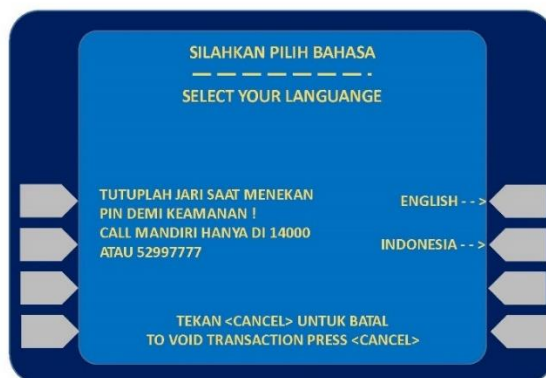 SILAHKAN PILIH BAHASA
— — — — — — — -
SELECT YOUR LANGUANGE
TUTUPLAH JARI SAAT MENEKAN
PIN DEMI KEAMANAN !
CALL MANDIRI HANYA DI 14000
ATAU 52997777
ENGLISH - - >
INDONESIA - - >
TEKAN <CANCEL> UNTUK BATAL
TO VOID TRANSACTION PRESS <CANCEL>